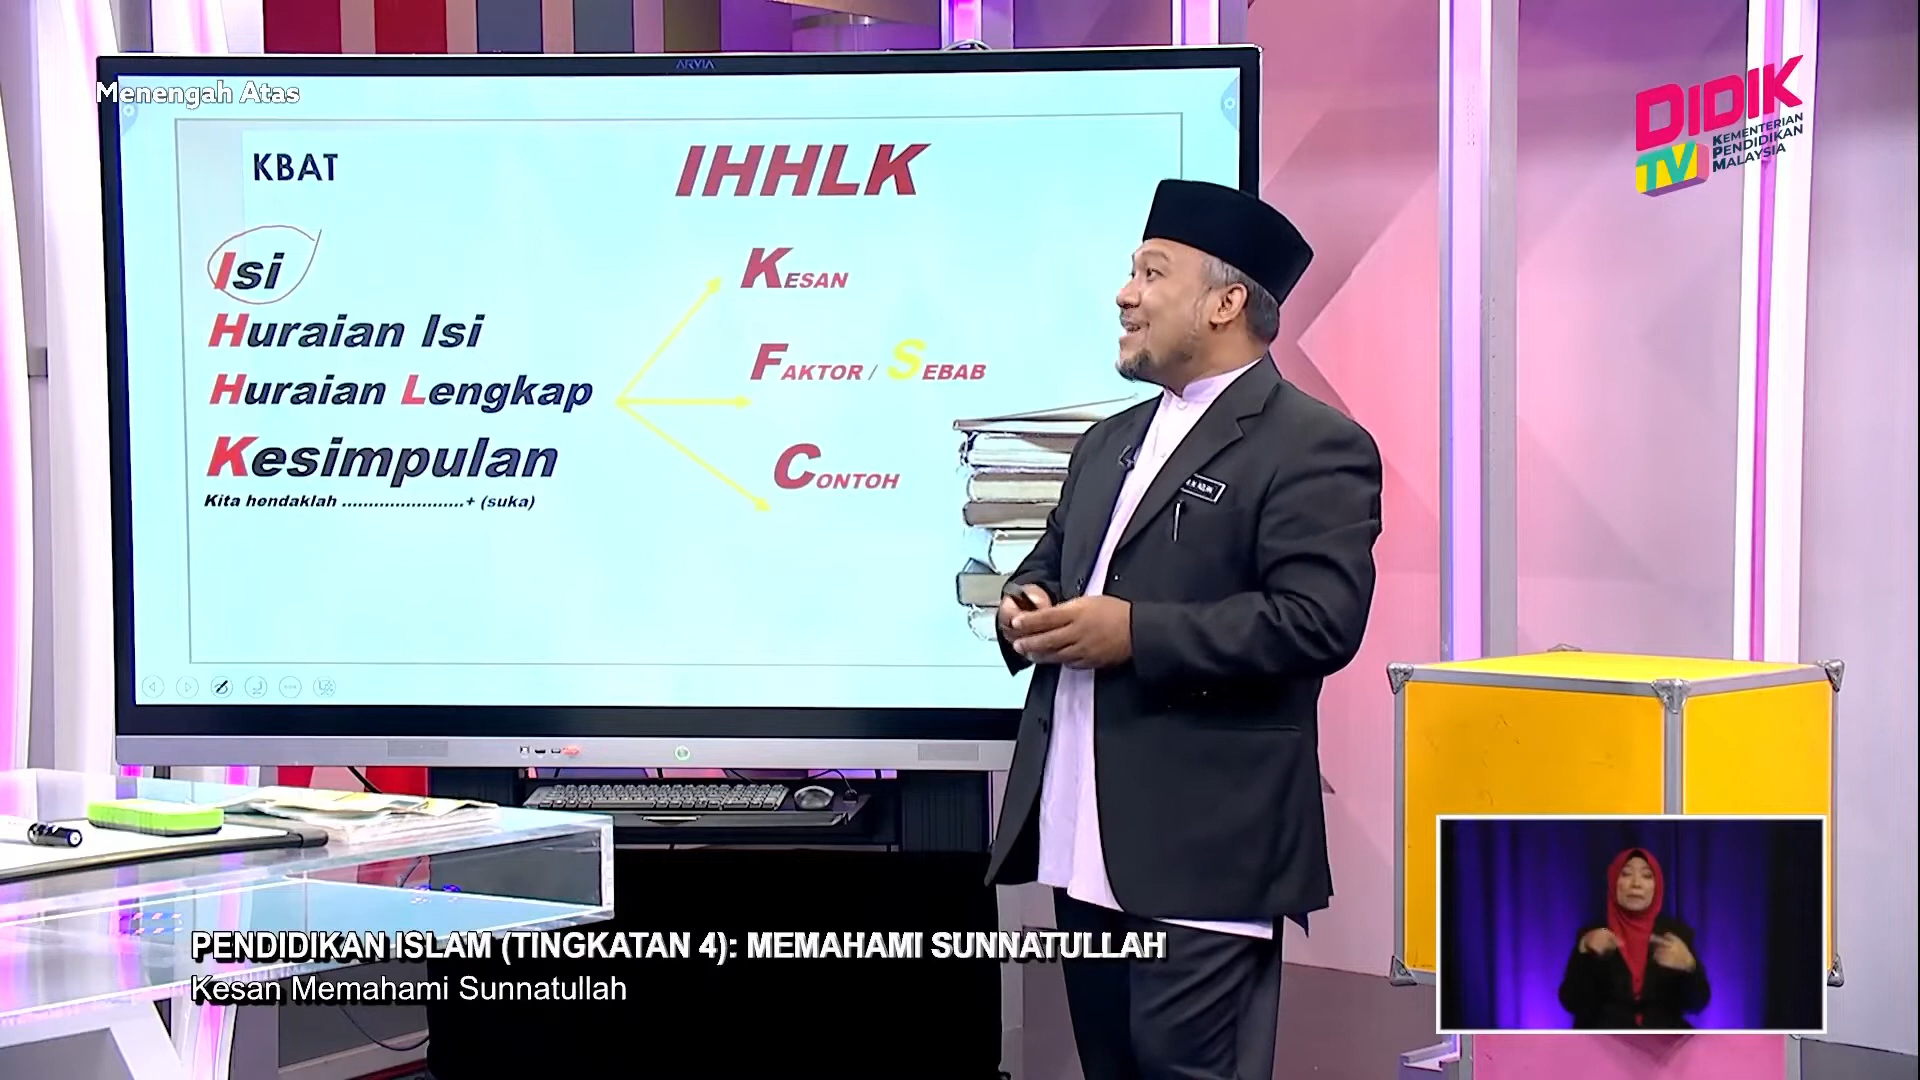 ARVIA
Menengah Atas
DIDIK
TV
KEMENTERIAN
PENDIDIKAN
MALAYSIA
KBAT
IHHLK
Isi
Huraian Isi
Huraian Lengkap
Kesimpulan
Kita hendaklah .......................+ (suka)
KESAN
FAKTOR / SEBAB
CONTOH
PENDIDIKAN ISLAM (TINGKATAN 4): MEMAHAMI SUNNATULLAH
Kesan Memahami Sunnatullah